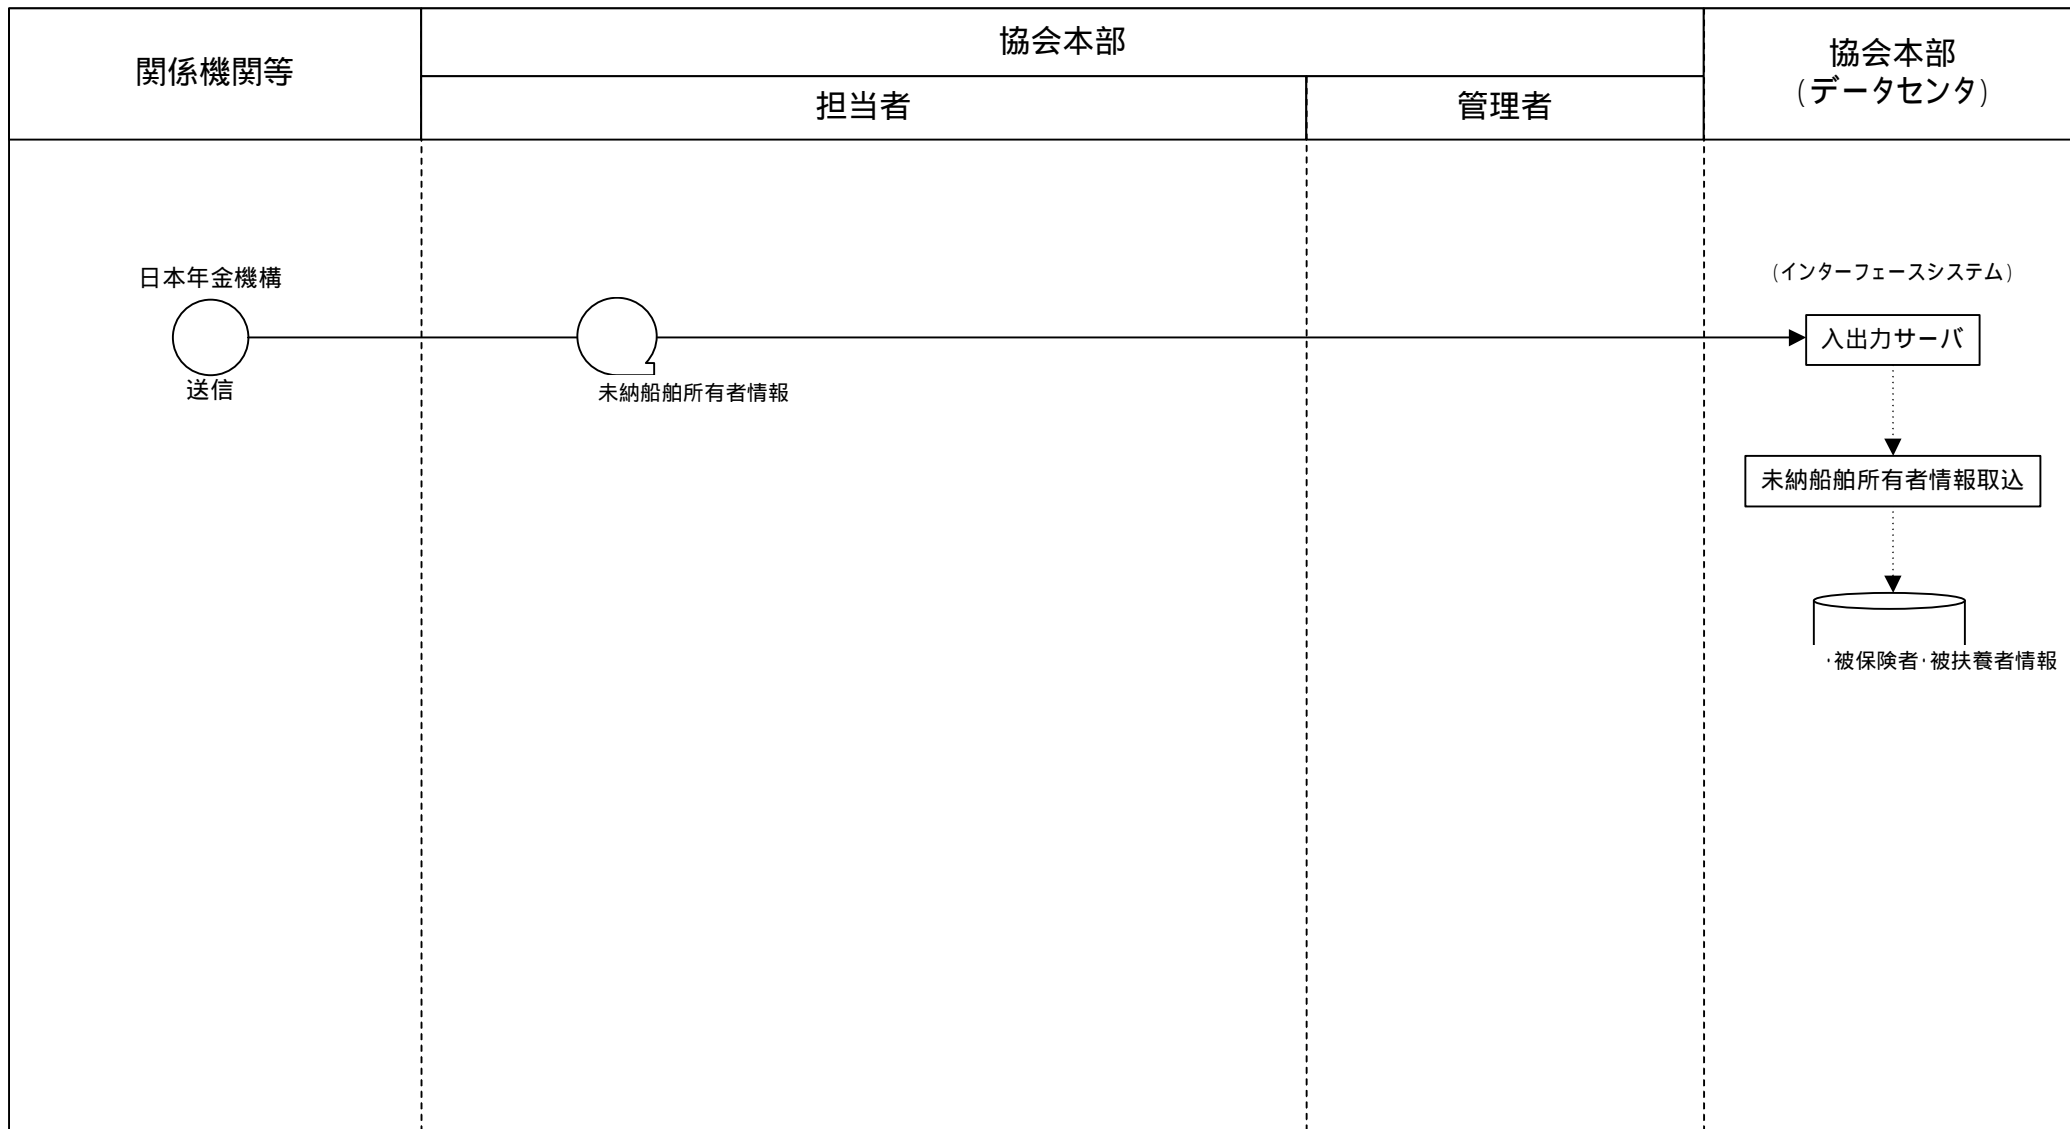 関係機関等
協会本部
担当者
管理者
協会本部
(データセンタ)
日本年金機構
送信
未納船舶所有者情報
(インターフェースシステム)
入出力サーバ
未納船舶所有者情報取込
・被保険者・被扶養者情報